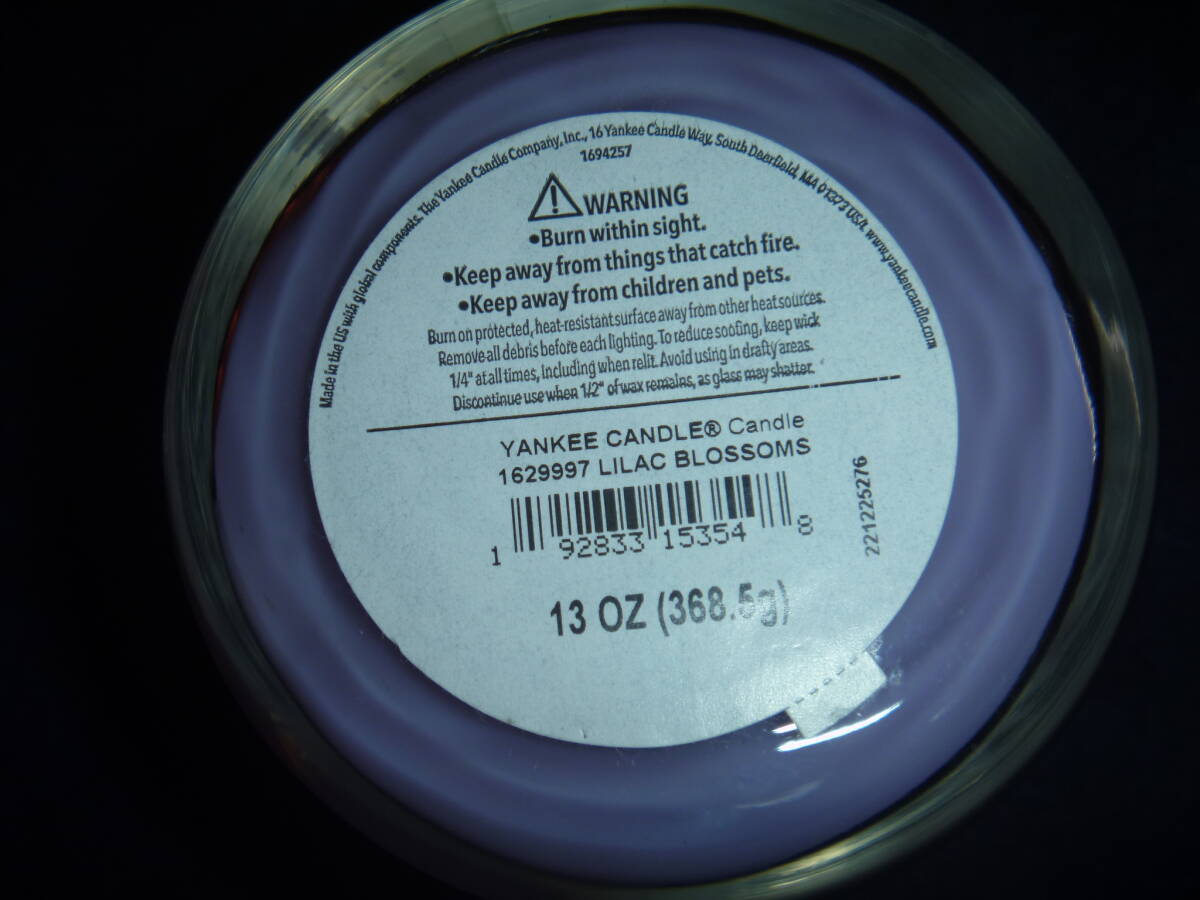 Made in the US with global components. The Yankee Candle Company, Inc., 16 Yankee Candle Way, South Deerfield, MA 01373 USA. www.yankeecandle.com
1694257
WARNING
•Burn within sight.
•Keep away from things that catch fire.
•Keep away from children and pets.
Burn on protected, heat-resistant surface away from other heat sources.
Remove all debris before each lighting. To reduce sooting, keep wick
1/4" at all times, including when relit. Avoid using in drafty areas.
Discontinue use when 1/2" of wax remains, as glass may shatter.
YANKEE CANDLE® Candle
1629997 LILAC BLOSSOMS
1 92833 15354 8
221225276
13 OZ (368.5g)